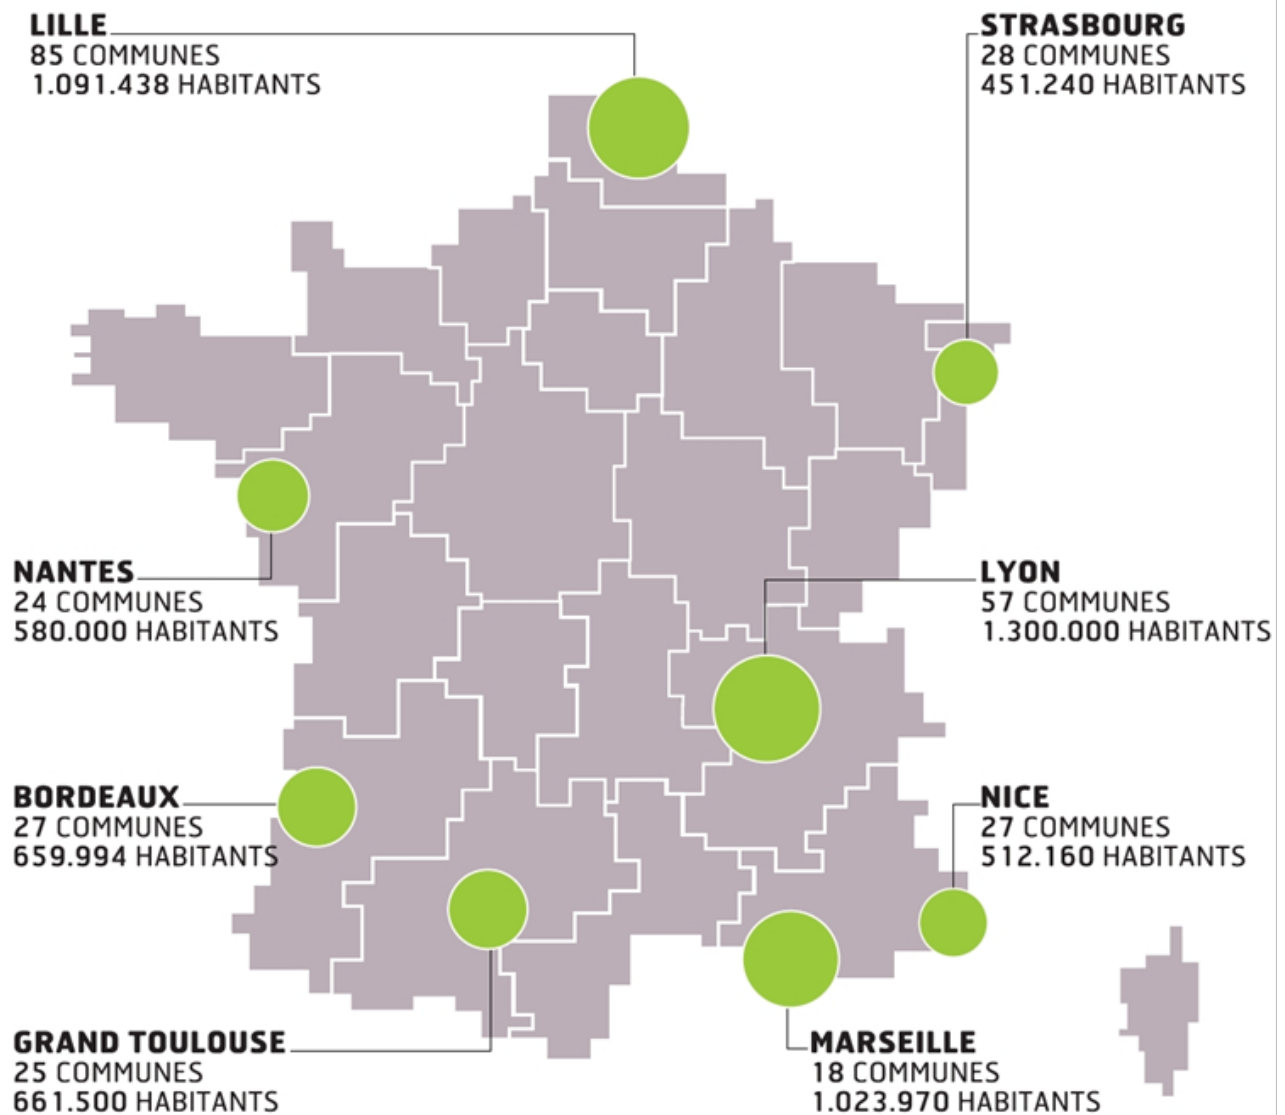 LILLE
85 COMMUNES
1.091.438 HABITANTS
STRASBOURG
28 COMMUNES
451.240 HABITANTS
NANTES
24 COMMUNES
580.000 HABITANTS
LYON
57 COMMUNES
1.300.000 HABITANTS
BORDEAUX
27 COMMUNES
659.994 HABITANTS
NICE
27 COMMUNES
512.160 HABITANTS
GRAND TOULOUSE
25 COMMUNES
661.500 HABITANTS
MARSEILLE
18 COMMUNES
1.023.970 HABITANTS